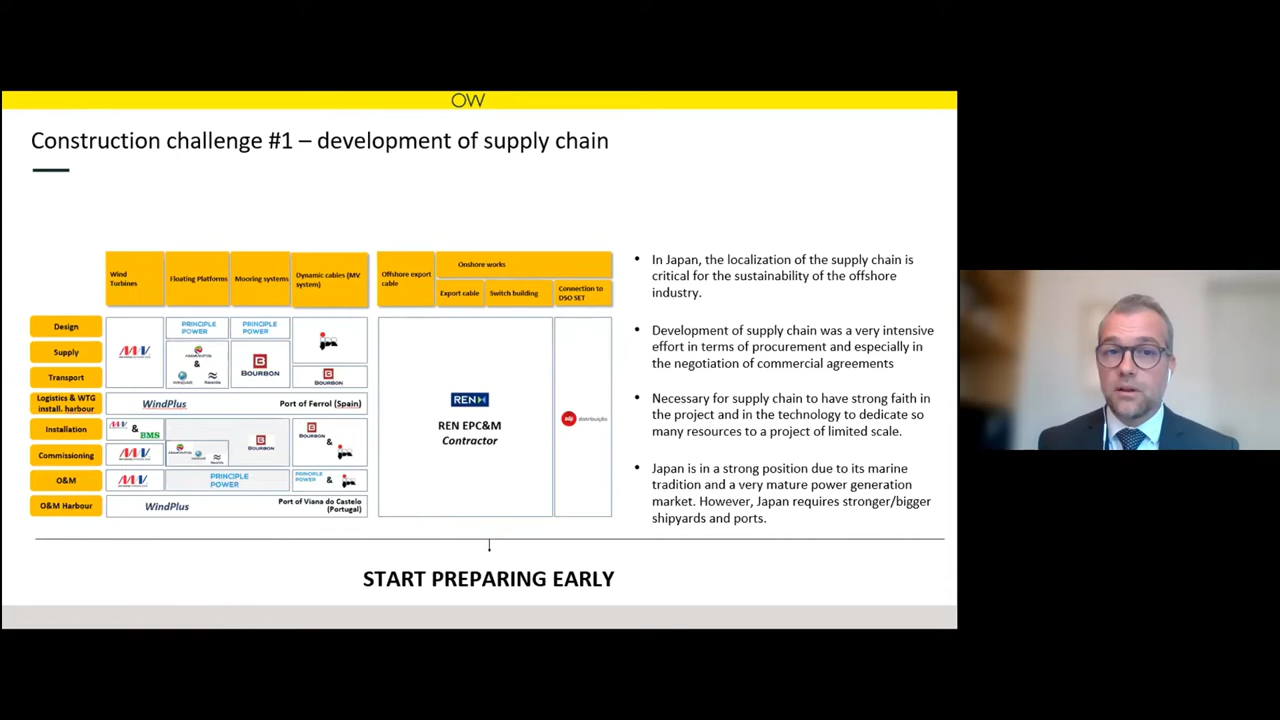 OW
Construction challenge #1 – development of supply chain
Wind
Turbines
Floating Platforms
Mooring systems
Dynamic cables (MV
system)
Offshore export
cable
Onshore works
Export cable
Switch building
Connection to
DSO SET
Design
Supply
Transport
Logistics & WTG
install. harbour
Installation
Commissioning
O&M
O&M Harbour
PRINCIPLE
POWER
PRINCIPLE
POWER
&
BOURBON
BOURBON
WindPlus
Port of Ferrol (Spain)
& BMS
BOURBON
BOURBON
&
PRINCIPLE
POWER
PRINCIPLE
POWER
&
WindPlus
Port of Viana do Castelo
(Portugal)
REN
REN EPC&M
Contractor
edp distribuição
• In Japan, the localization of the supply chain is
critical for the sustainability of the offshore
industry.
• Development of supply chain was a very intensive
effort in terms of procurement and especially in
the negotiation of commercial agreements
• Necessary for supply chain to have strong faith in
the project and in the technology to dedicate so
many resources to a project of limited scale.
• Japan is in a strong position due to its marine
tradition and a very mature power generation
market. However, Japan requires stronger/bigger
shipyards and ports.
START PREPARING EARLY